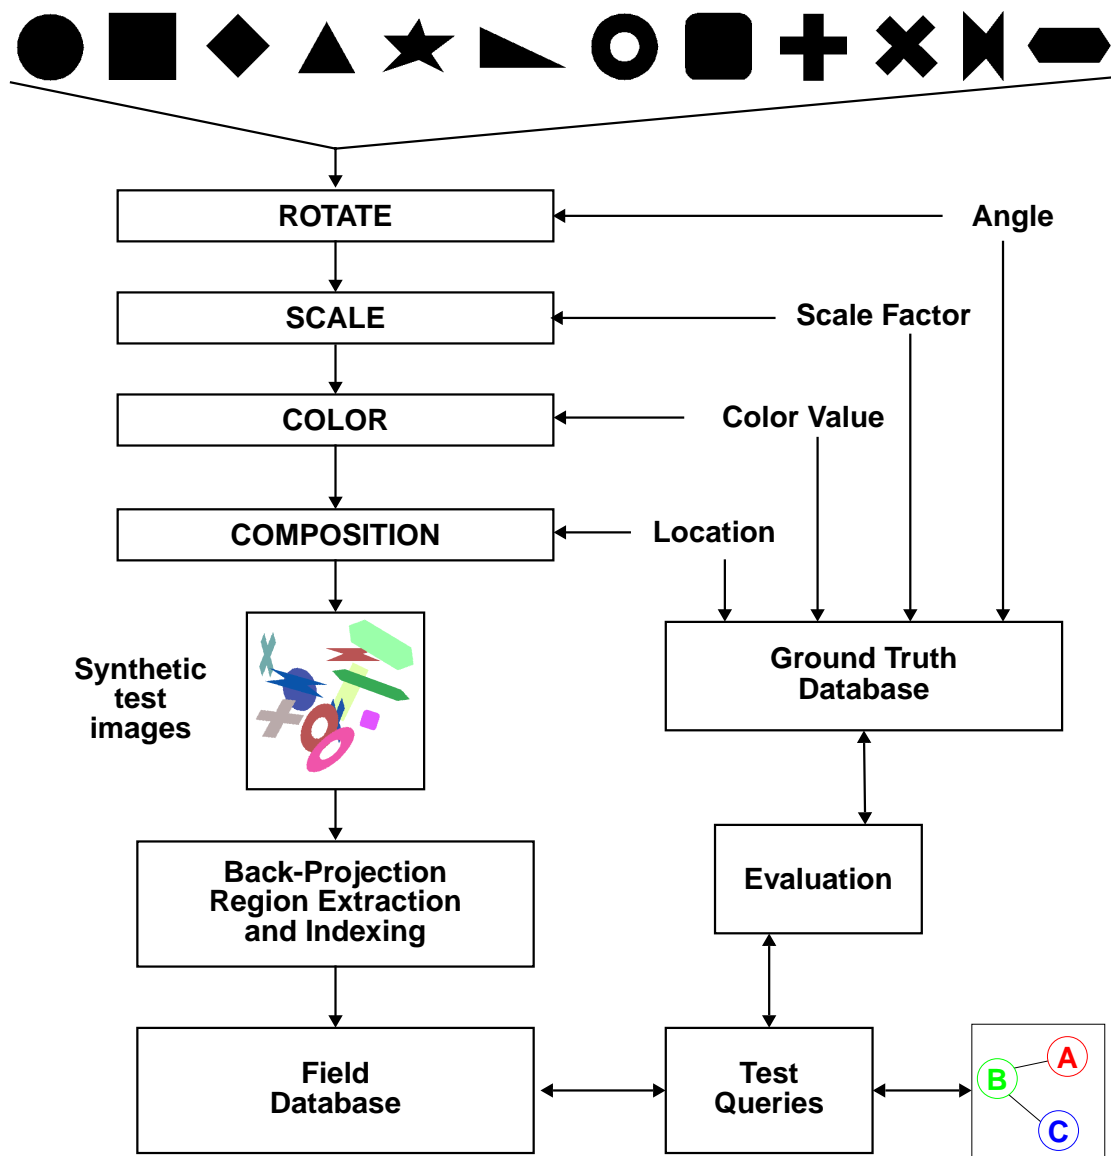 ROTATE
Angle
SCALE
Scale Factor
COLOR
Color Value
COMPOSITION
Location
Synthetic
test
images
Ground Truth
Database
Back-Projection
Region Extraction
and Indexing
Evaluation
Field
Database
Test
Queries
A
B
C